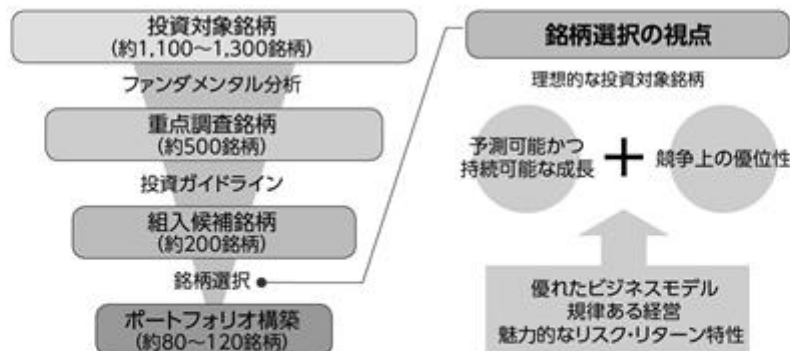 投資対象銘柄
(約1,100～1,300銘柄)
ファンダメンタル分析
重点調査銘柄
(約500銘柄)
投資ガイドライン
組入候補銘柄
(約200銘柄)
銘柄選択
ポートフォリオ構築
(約80～120銘柄)
銘柄選択の視点
理想的な投資対象銘柄
予測可能かつ
持続可能な成長
+
競争上の優位性
優れたビジネスモデル
規律ある経営
魅力的なリスク・リターン特性